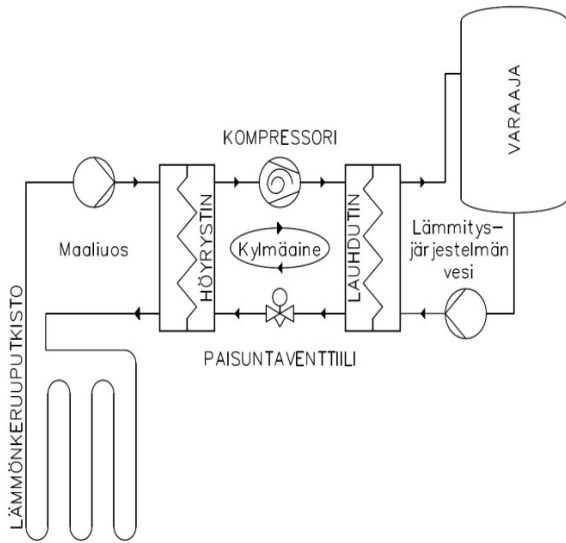 VARAAJA
KOMPRESSORI
HÖYRYSTIN
LAUHDUTIN
Maaliuos
Kylmäaine
Lämmitys-
järjestelmän
vesi
PAISUNTAVENTTIILI
LÄMMÖNKERUUPUTKISTO